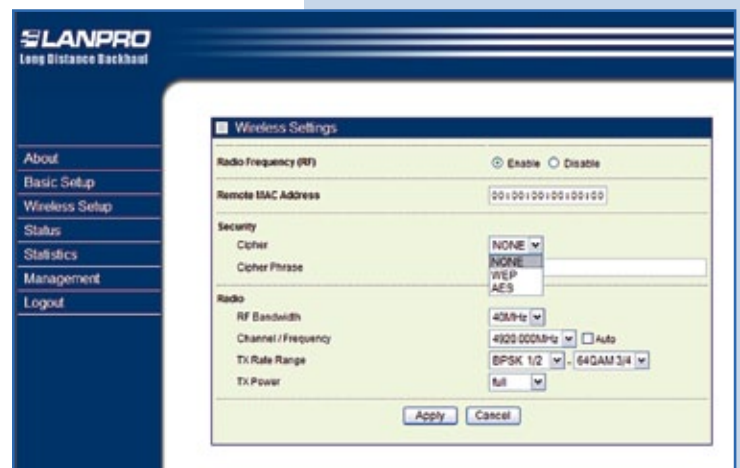 LANPRO
Long Distance Backhaul
About
Basic Setup
Wireless Setup
Status
Statistics
Management
Logout
Wireless Settings
Radio Frequency (RF) Enable Disable
Remote MAC Address 00:00:00:00:00:00
Security
Cipher NONE
NONE
WEP
AES
Cipher Phrase
Radio
RF Bandwidth 40MHz
Channel / Frequency 4920.000MHz Auto
TX Rate Range BPSK 1/2 - 64QAM 3/4
TX Power full
Apply Cancel